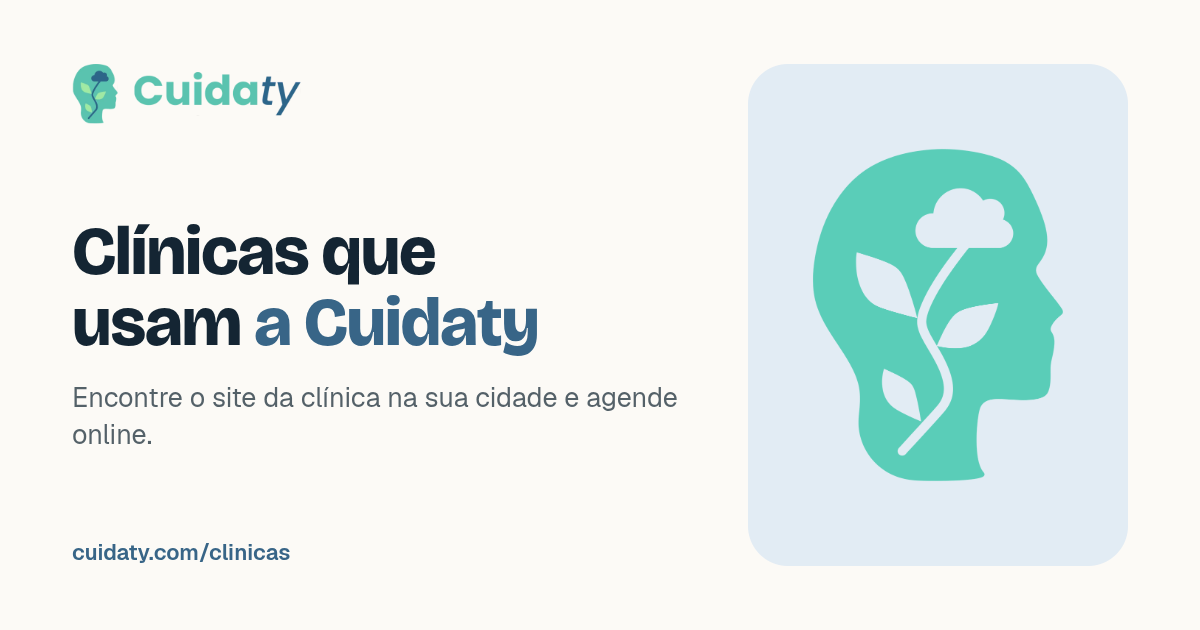 Cuidaty
Clínicas que
usam a Cuidaty
Encontre o site da clínica na sua cidade e agende
online.
cuidaty.com/clinicas